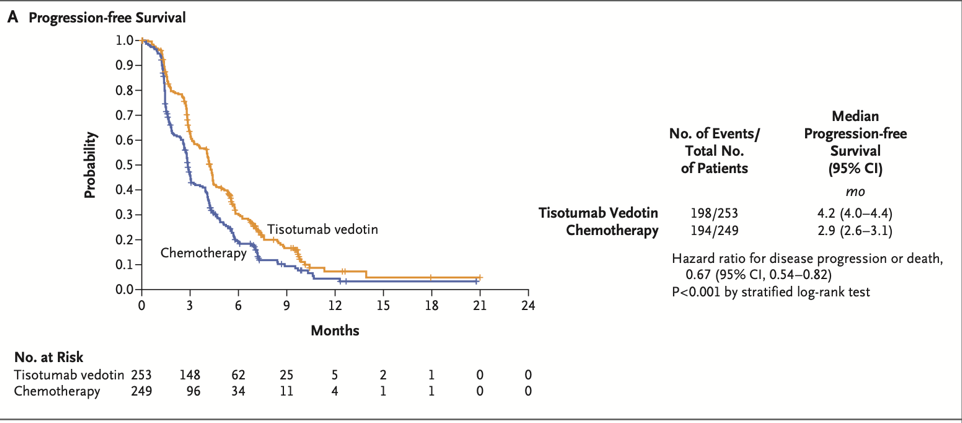 A Progression-free Survival
1.0
0.9
0.8
0.7
0.6
0.5
0.4
0.3
0.2
0.1
0.0
Probability
Tisotumab vedotin
Chemotherapy
0 3 6 9 12 15 18 21 24
Months
No. of Events/
Total No.
of Patients
Median
Progression-free
Survival
(95% CI)
mo
Tisotumab Vedotin 198/253 4.2 (4.0–4.4)
Chemotherapy 194/249 2.9 (2.6–3.1)
Hazard ratio for disease progression or death,
0.67 (95% CI, 0.54–0.82)
P<0.001 by stratified log-rank test
No. at Risk
Tisotumab vedotin 253 148 62 25 5 2 1 0 0
Chemotherapy 249 96 34 11 4 1 1 0 0